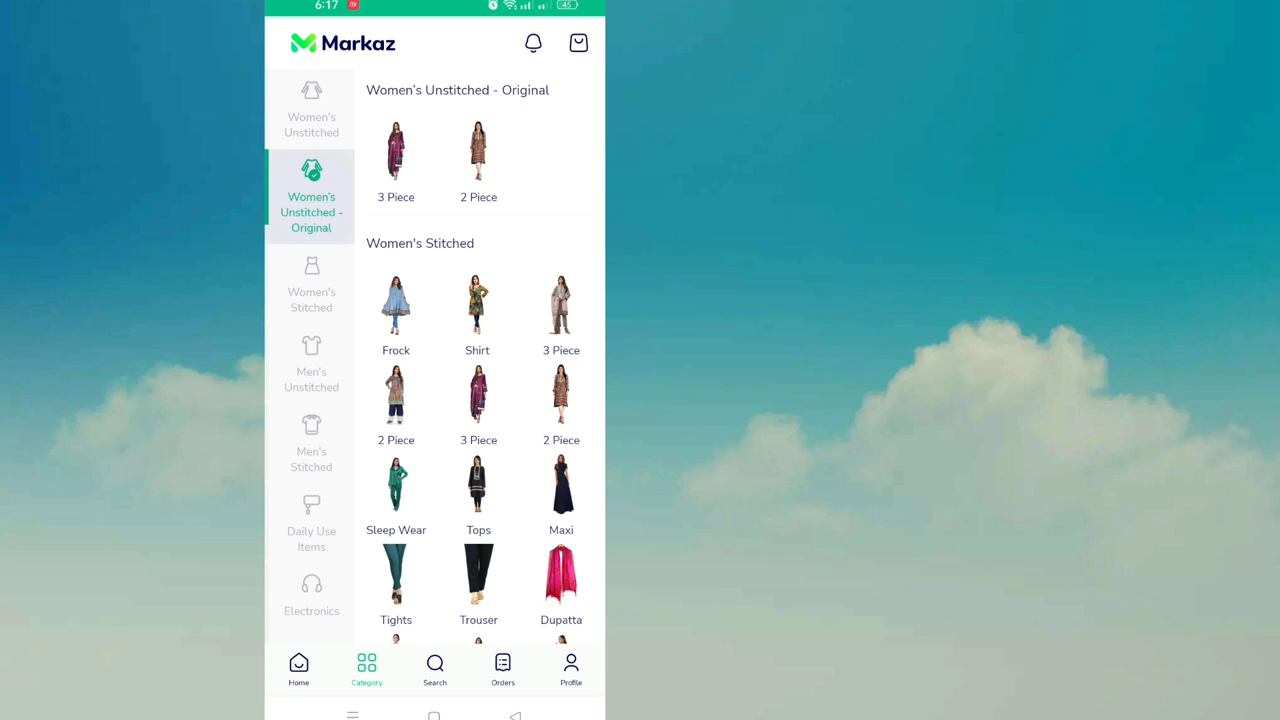 6:17
45
Markaz
Women's
Unstitched
Women's
Unstitched -
Original
Women's
Stitched
Men's
Unstitched
Men's
Stitched
Daily Use
Items
Electronics
Women's Unstitched - Original
3 Piece
2 Piece
Women's Stitched
Frock
Shirt
3 Piece
2 Piece
3 Piece
2 Piece
Sleep Wear
Tops
Maxi
Tights
Trouser
Dupatta
Home
Category
Search
Orders
Profile